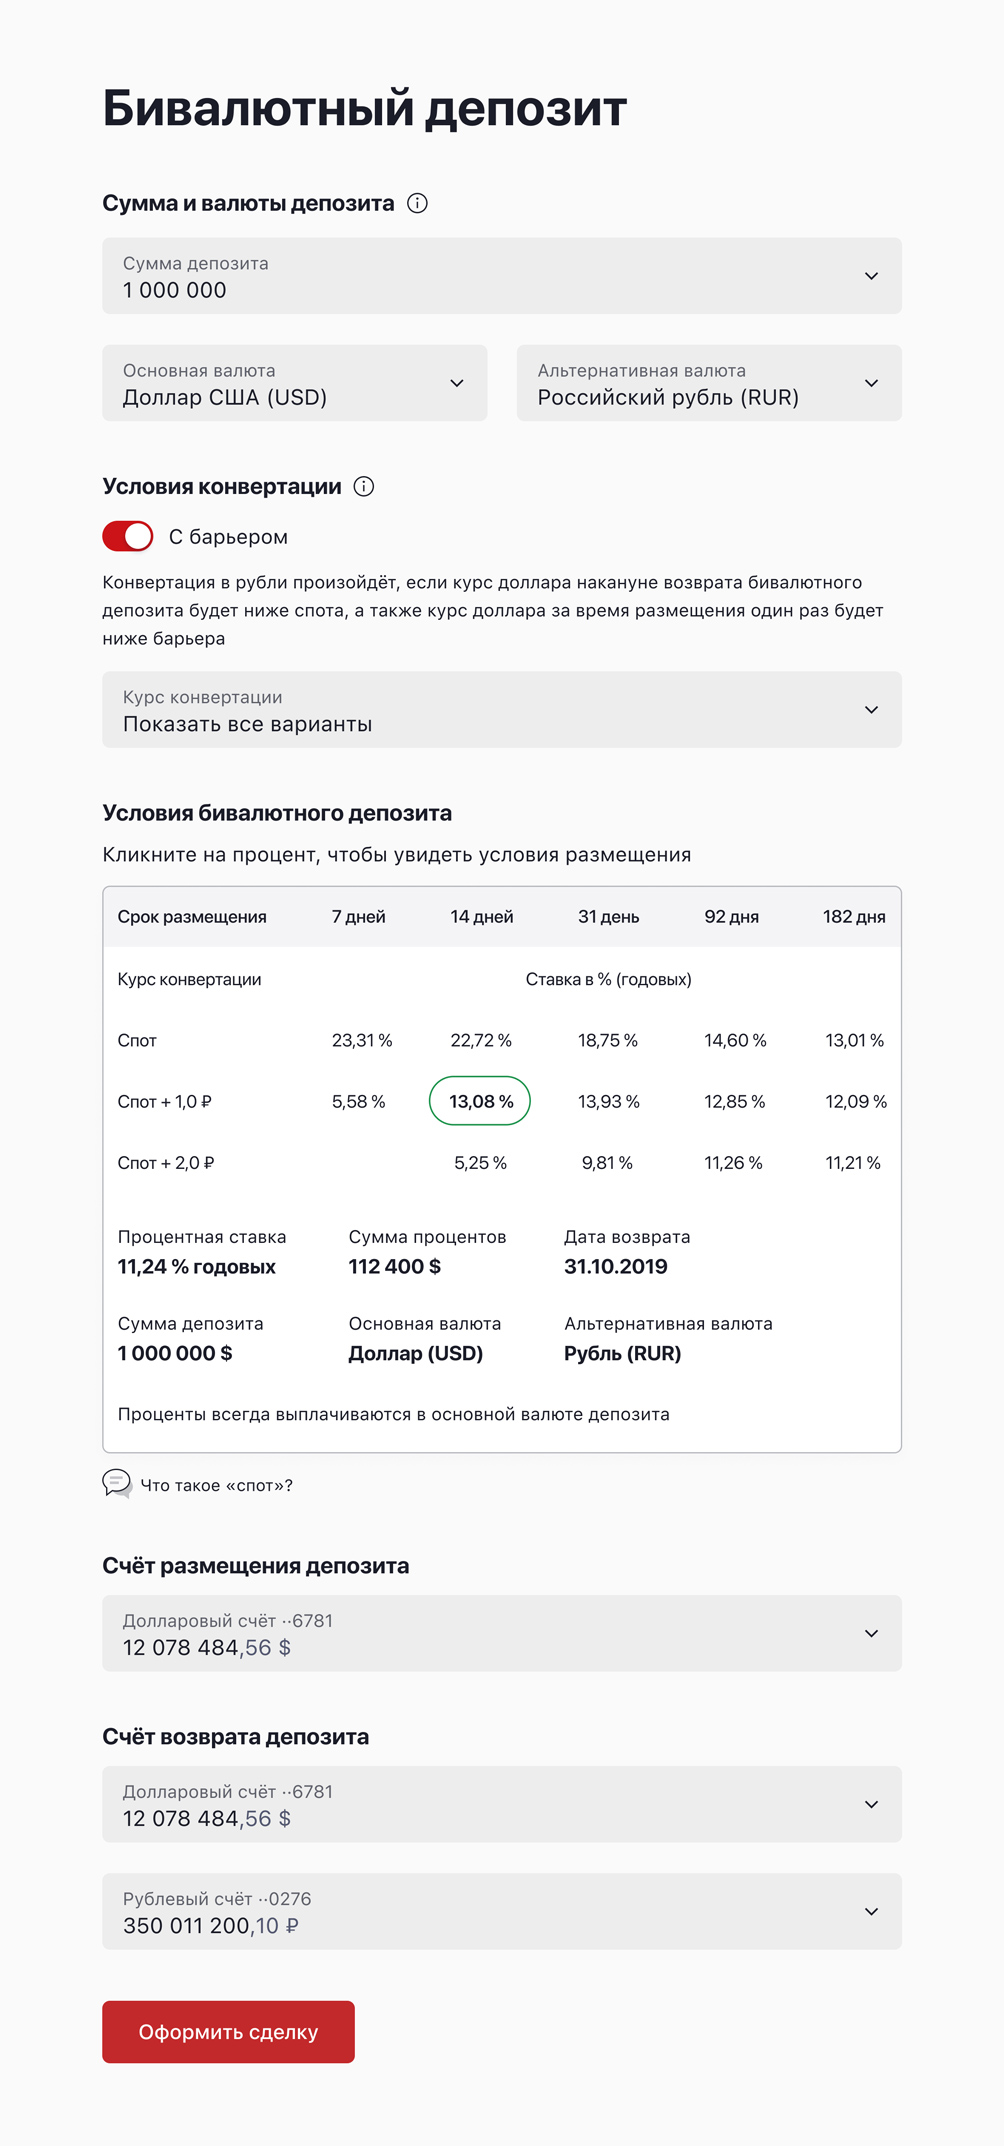 Бивалютный депозит
Сумма и валюты депозита
Сумма депозита
1 000 000
Основная валюта
Доллар США (USD)
Альтернативная валюта
Российский рубль (RUR)
Условия конвертации
С барьером
Конвертация в рубли произойдёт, если курс доллара накануне возврата бивалютного
депозита будет ниже спота, а также курс доллара за время размещения один раз будет
ниже барьера
Курс конвертации
Показать все варианты
Условия бивалютного депозита
Кликните на процент, чтобы увидеть условия размещения
Срок размещения 7 дней 14 дней 31 день 92 дня 182 дня
Курс конвертации Ставка в % (годовых)
Спот 23,31 % 22,72 % 18,75 % 14,60 % 13,01 %
Спот + 1,0 ₽ 5,58 % 13,08 % 13,93 % 12,85 % 12,09 %
Спот + 2,0 ₽ 5,25 % 9,81 % 11,26 % 11,21 %
Процентная ставка Сумма процентов Дата возврата
11,24 % годовых 112 400 $ 31.10.2019
Сумма депозита Основная валюта Альтернативная валюта
1 000 000 $ Доллар (USD) Рубль (RUR)
Проценты всегда выплачиваются в основной валюте депозита
Что такое «спот»?
Счёт размещения депозита
Долларовый счёт ··6781
12 078 484,56 $
Счёт возврата депозита
Долларовый счёт ··6781
12 078 484,56 $
Рублевый счёт ··0276
350 011 200,10 ₽
Оформить сделку